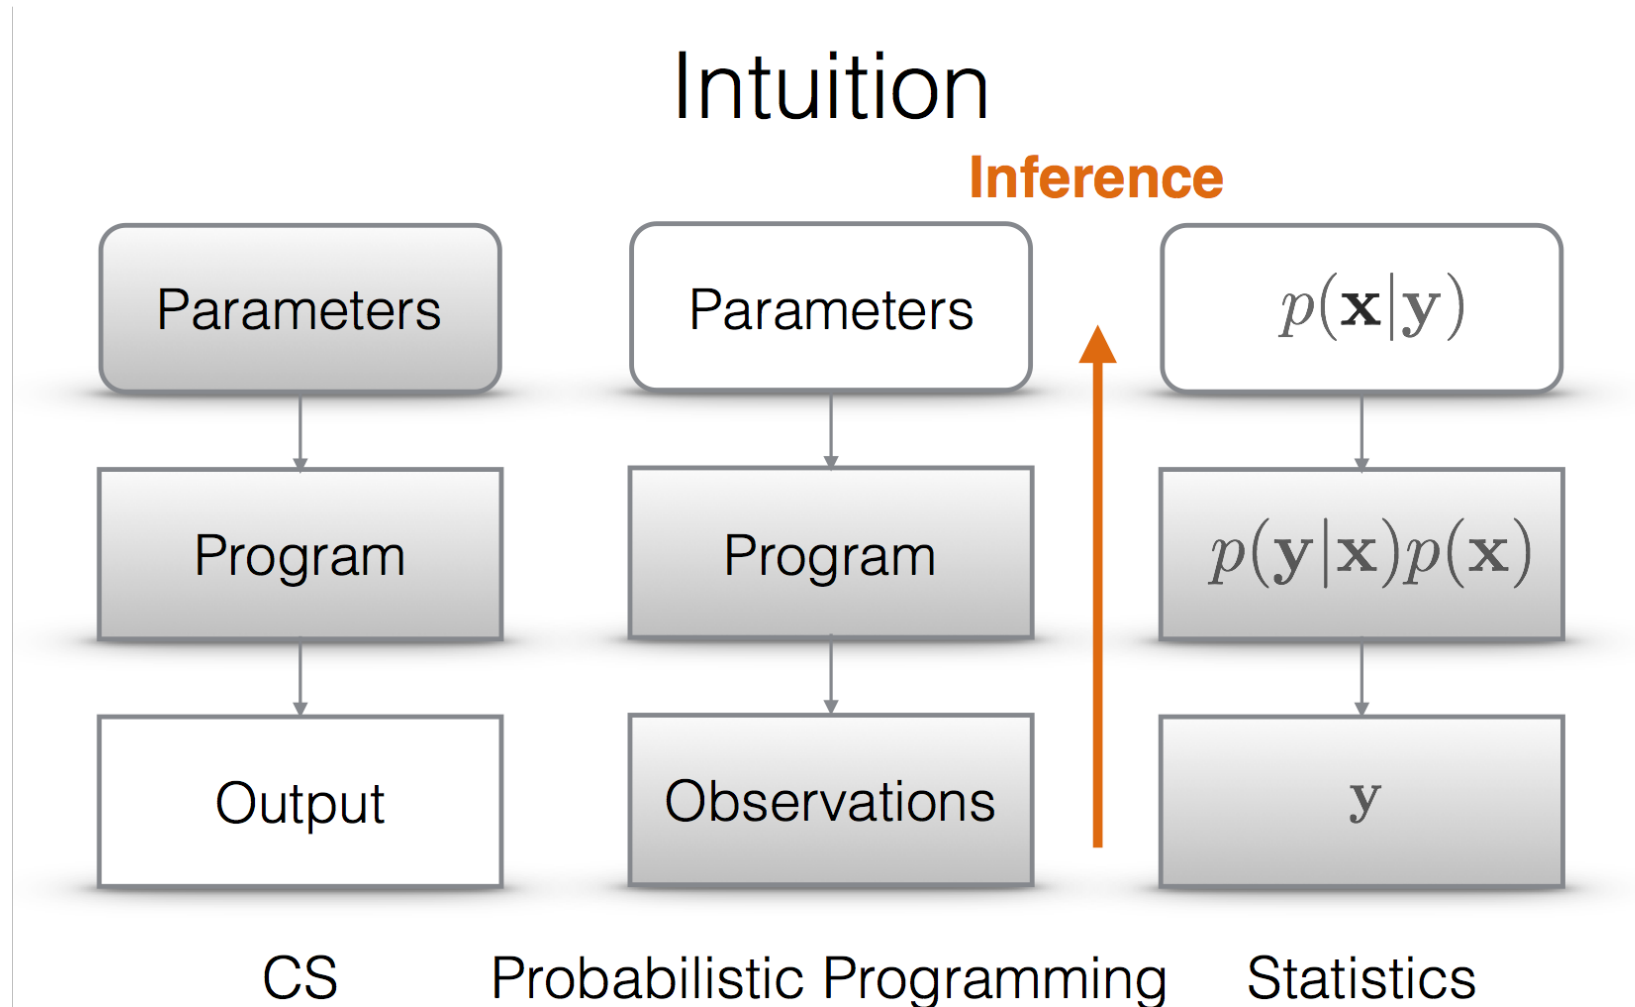 Intuition
Inference
Parameters
Parameters
p(x|y)
Program
Program
p(y|x)p(x)
Output
Observations
y
CS
Probabilistic Programming
Statistics